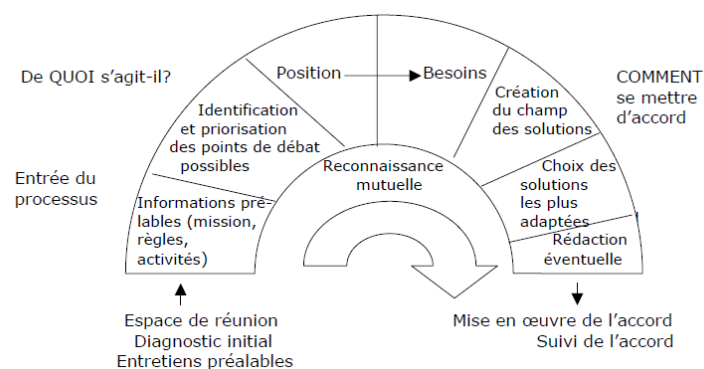 De QUOI s'agit-il?
Position
Besoins
COMMENT
se mettre
d'accord
Identification
et priorisation
des points de débat
possibles
Création
du champ
des solutions
Entrée du
processus
Informations pré-
lables (mission,
règles,
activités)
Reconnaissance
mutuelle
Choix des
solutions
les plus
adaptées
Rédaction
éventuelle
Espace de réunion
Diagnostic initial
Entretiens préalables
Mise en œuvre de l'accord
Suivi de l'accord